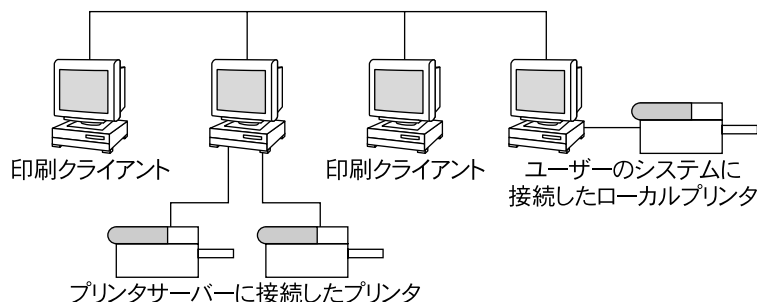 印刷クライアント
印刷クライアント
ユーザーのシステムに
接続したローカルプリンタ
プリンタサーバーに接続したプリンタ